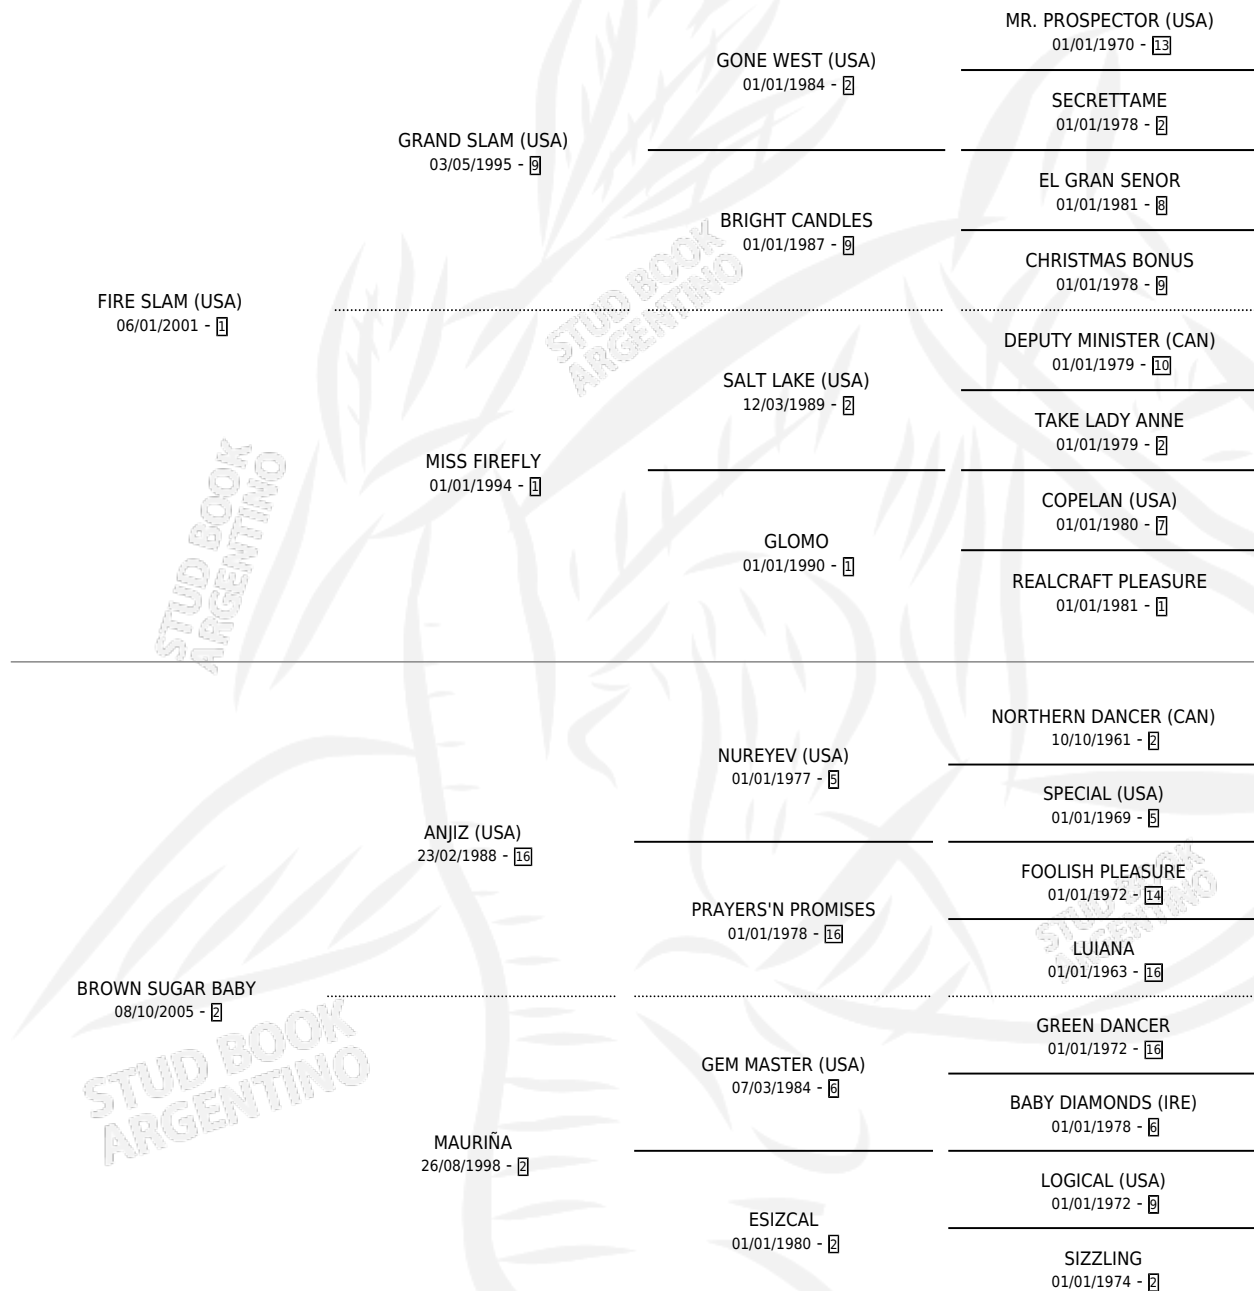 MR. PROSPECTOR (USA)
01/01/1970 - 13
GONE WEST (USA)
01/01/1984 - 2
SECRETTAME
01/01/1978 - 2
GRAND SLAM (USA)
03/05/1995 - 9
EL GRAN SENOR
01/01/1981 - 8
BRIGHT CANDLES
01/01/1987 - 9
CHRISTMAS BONUS
01/01/1978 - 9
FIRE SLAM (USA)
06/01/2001 - 1
DEPUTY MINISTER (CAN)
01/01/1979 - 10
SALT LAKE (USA)
12/03/1989 - 2
TAKE LADY ANNE
01/01/1979 - 2
MISS FIREFLY
01/01/1994 - 1
COPELAN (USA)
01/01/1980 - 7
GLOMO
01/01/1990 - 1
REALCRAFT PLEASURE
01/01/1981 - 1
STUD BOOK
ARGENTINO
STUD BOOK
ARGENTINO
NORTHERN DANCER (CAN)
10/10/1961 - 2
NUREYEV (USA)
01/01/1977 - 5
SPECIAL (USA)
01/01/1969 - 5
ANJIZ (USA)
23/02/1988 - 16
FOOLISH PLEASURE
01/01/1972 - 14
PRAYERS'N PROMISES
01/01/1978 - 16
LUIANA
01/01/1963 - 16
BROWN SUGAR BABY
08/10/2005 - 2
GREEN DANCER
01/01/1972 - 16
GEM MASTER (USA)
07/03/1984 - 6
BABY DIAMONDS (IRE)
01/01/1978 - 6
MAURIÑA
26/08/1998 - 2
LOGICAL (USA)
01/01/1972 - 9
ESIZCAL
01/01/1980 - 2
SIZZLING
01/01/1974 - 2
STUD BOOK
ARGENTINO
STUD BOOK
ARGENTINO